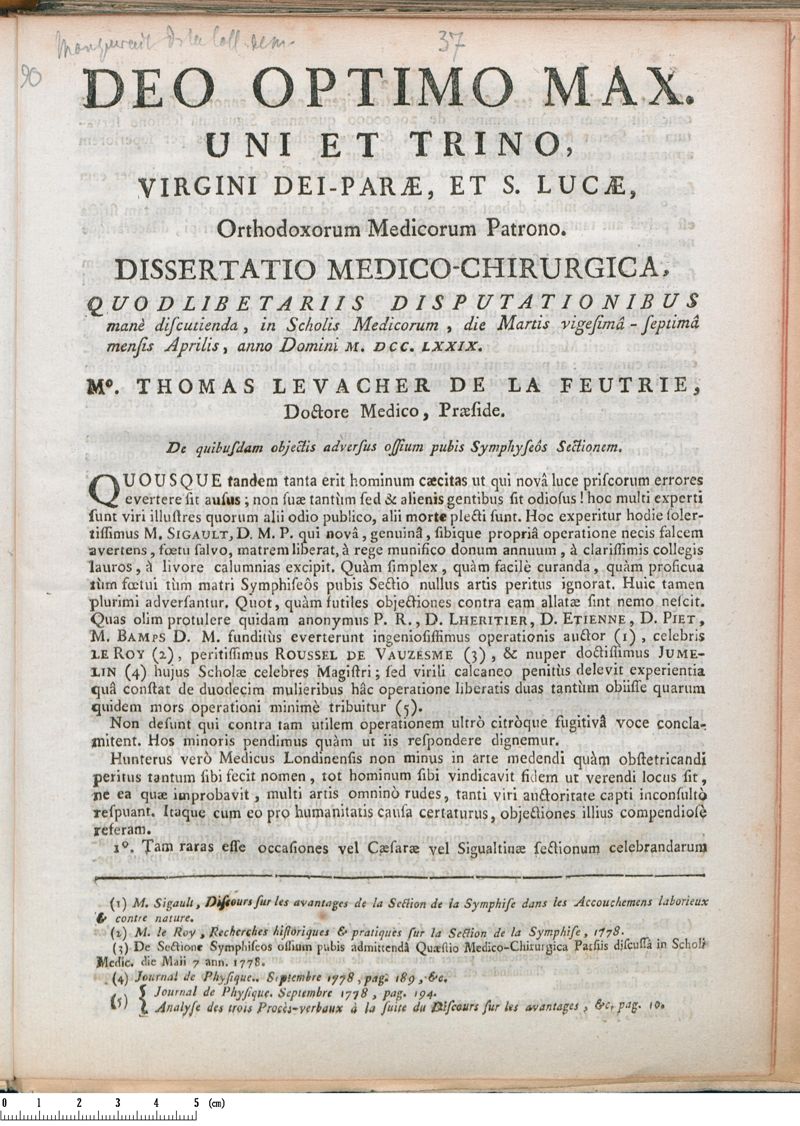 37
90
DEO OPTIMO MAX.
UNI ET TRINO,
VIRGINI DEI-PARÆ, ET S. LUCÆ,
Orthodoxorum Medicorum Patrono.
DISSERTATIO MEDICO-CHIRURGICA,
QUODLIBETARIIS DISPUTATIONIBUS
manè diſcutienda, in Scholis Medicorum, die Martis vigeſimâ-ſeptimâ
menſis Aprilis, anno Domini M. DCC. LXXIX.
Mº. THOMAS LEVACHER DE LA FEUTRIE,
Doctore Medico, Præſide.
De quibuſdam objectis adverſus oſſium pubis Symphyſeôs Sectionem.
QUOUSQUE tandem tanta erit hominum cæcitas ut qui novâ luce priſcorum errores
evertere ſit auſus; non ſuæ tantùm ſed & alienis gentibus ſit odioſus! hoc multi experti
ſunt viri illuſtres quorum alii odio publico, alii morte plecti ſunt. Hoc experitur hodie ſoler-
tiſſimus M. SIGAULT, D. M. P. qui novâ, genuinâ, ſibique propriâ operatione necis falcem
avertens, fœtu ſalvo, matrem liberat, à rege munifico donum annuum, à clariſſimis collegis
lauros, à livore calumnias excipit. Quàm ſimplex, quàm facilè curanda, quàm proficua
tùm fœtui tùm matri Symphiſeôs pubis Sectio nullus artis peritus ignorat. Huic tamen
plurimi adverſantur. Quot, quàm futiles objectiones contra eam allatæ ſint nemo neſcit.
Quas olim protulere quidam anonymus P. R., D. LHERITIER, D. ETIENNE, D. PIET,
M. BAMPS D. M. funditùs everterunt ingenioſiſſimus operationis auctor (1), celebris
LE ROY (2), peritiſſimus ROUSSEL DE VAUZESME (3), & nuper doctiſſimus JUME-
LIN (4) hujus Scholæ celebres Magiſtri; ſed virili calcaneo penitùs delevit experientia
quâ conſtat de duodecim mulieribus hâc operatione liberatis duas tantùm obiiſſe quarum
quidem mors operationi minimè tribuitur (5).
Non deſunt qui contra tam utilem operationem ultrò citròque fugitivâ voce concla-
mitent. Hos minoris pendimus quàm ut iis reſpondere dignemur.
Hunterus verò Medicus Londinenſis non minus in arte medendi quàm obſtetricandi
peritus tantum ſibi fecit nomen, tot hominum ſibi vindicavit fidem ut verendi locus ſit,
ne ea quæ improbavit, multi artis omninò rudes, tanti viri auctoritate capti inconſultò
reſpuant. Itaque cum eo pro humanitatis cauſa certaturus, objectiones illius compendioſè
referam.
1º. Tam raras eſſe occaſiones vel Cæſaræ vel Sigualtinæ ſectionum celebrandarum
(1) M. Sigault, Diſcours ſur les avantages de la Section de la Symphiſe dans les Accouchemens laborieux
& contre nature.
(2) M. le Roy, Recherches hiſtoriques & pratiques ſur la Section de la Symphiſe, 1778.
(3) De Sectione Symphiſeos oſſium pubis admittendâ Quæſtio Medico-Chirurgica Pariſiis diſcuſſâ in Schol.
Medic. die Maii 7 ann. 1778.
(4) Journal de Phyſique.. Septembre 1778, pag. 189, &c.
(5) { Journal de Phyſique. Septembre 1778, pag. 194.
{ Analyſe des trois Procès-verbaux à la ſuite du Diſcours ſur les avantages, &c, pag. 10.
0 1 2 3 4 5 (cm)